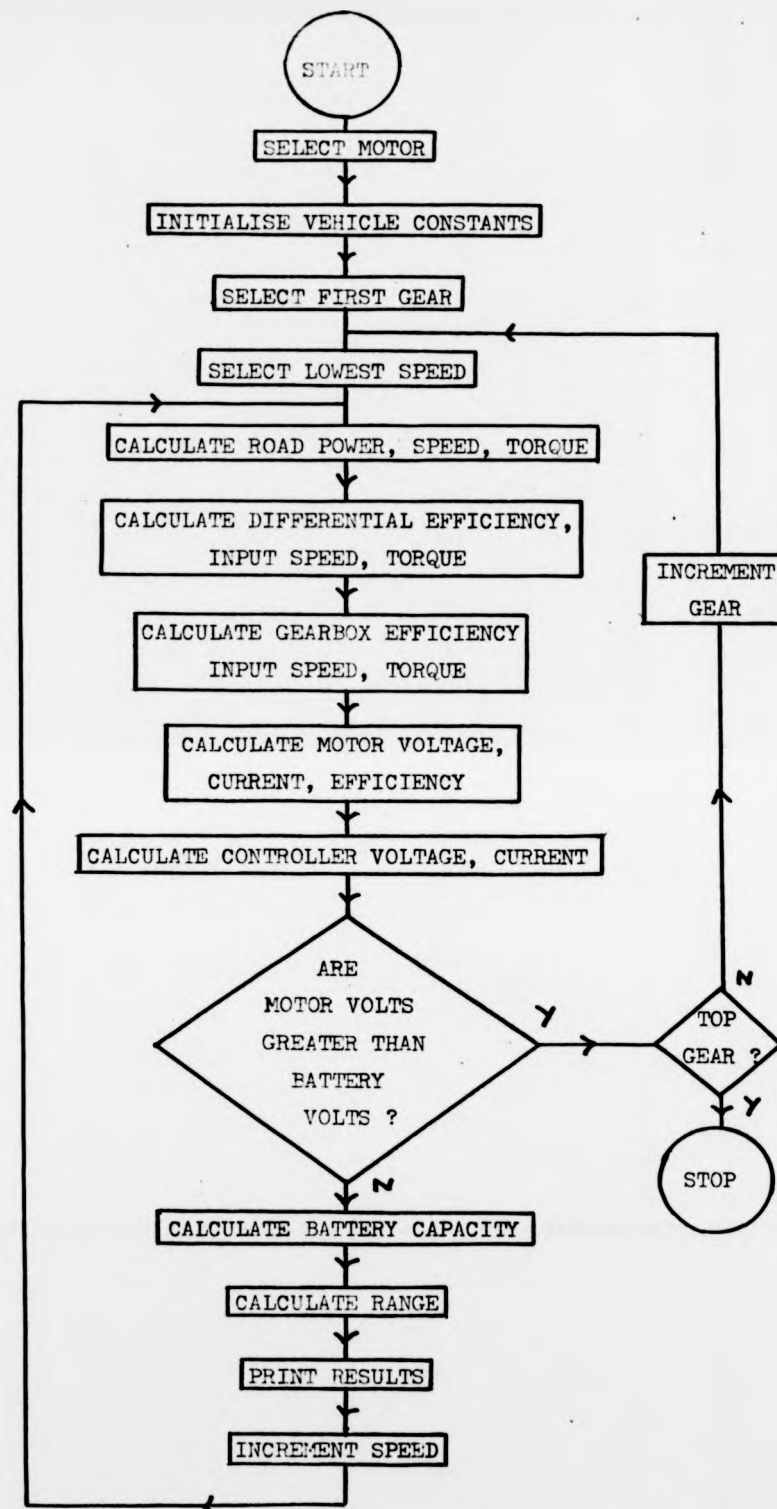 START
SELECT MOTOR
INITIALISE VEHICLE CONSTANTS
SELECT FIRST GEAR
SELECT LOWEST SPEED
CALCULATE ROAD POWER, SPEED, TORQUE
CALCULATE DIFFERENTIAL EFFICIENCY,
INPUT SPEED, TORQUE
INCREMENT
GEAR
CALCULATE GEARBOX EFFICIENCY
INPUT SPEED, TORQUE
CALCULATE MOTOR VOLTAGE,
CURRENT, EFFICIENCY
CALCULATE CONTROLLER VOLTAGE, CURRENT
ARE
MOTOR VOLTS
GREATER THAN
BATTERY
VOLTS ?
Y
N
TOP
GEAR ?
Y
STOP
N
CALCULATE BATTERY CAPACITY
CALCULATE RANGE
PRINT RESULTS
INCREMENT SPEED